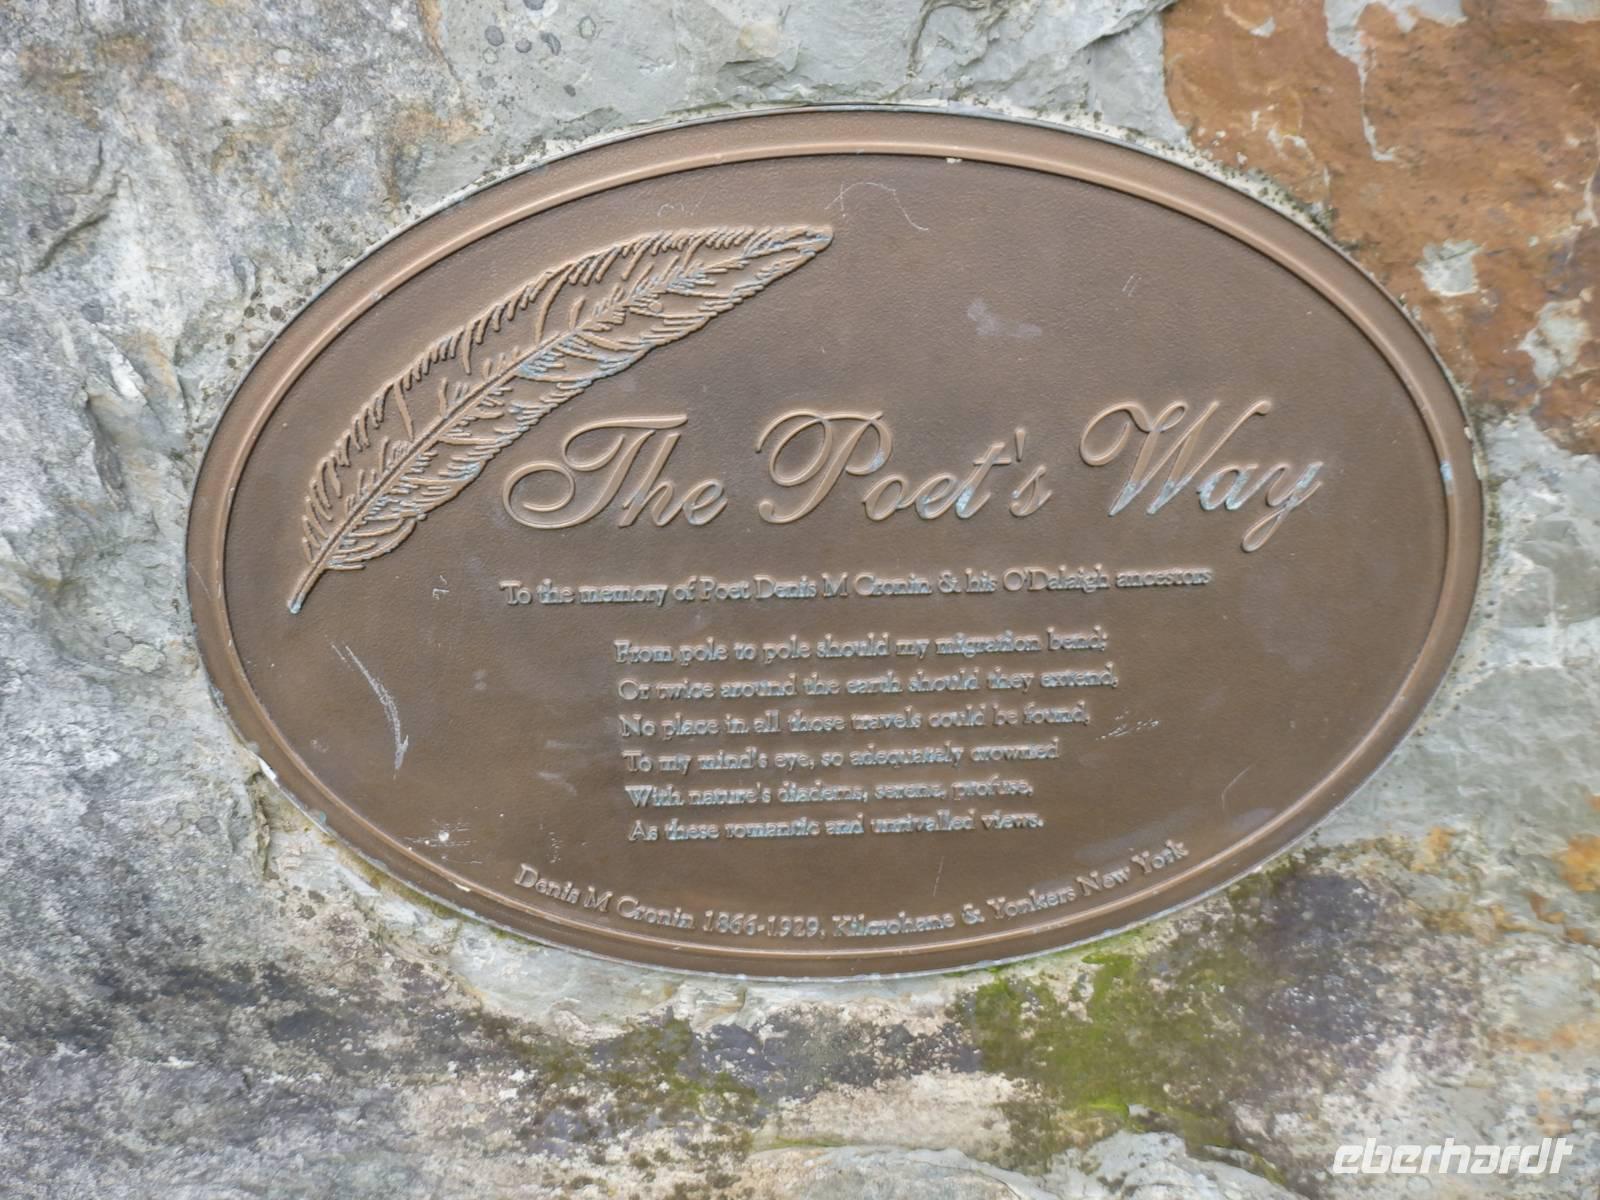 The Poet's Way
To the memory of Poet Denis M Cronin & his O'Dalaigh ancestors
From pole to pole should my migration bend;
Or twice around the earth should they extend,
No place in all those travels could be found,
To my mind's eye, so adequately crowned
With nature's diadems, serene, profuse,
As these romantic and unrivalled views.
Denis M Cronin 1866-1929, Kilcrohane & Yonkers New York
eberhardt